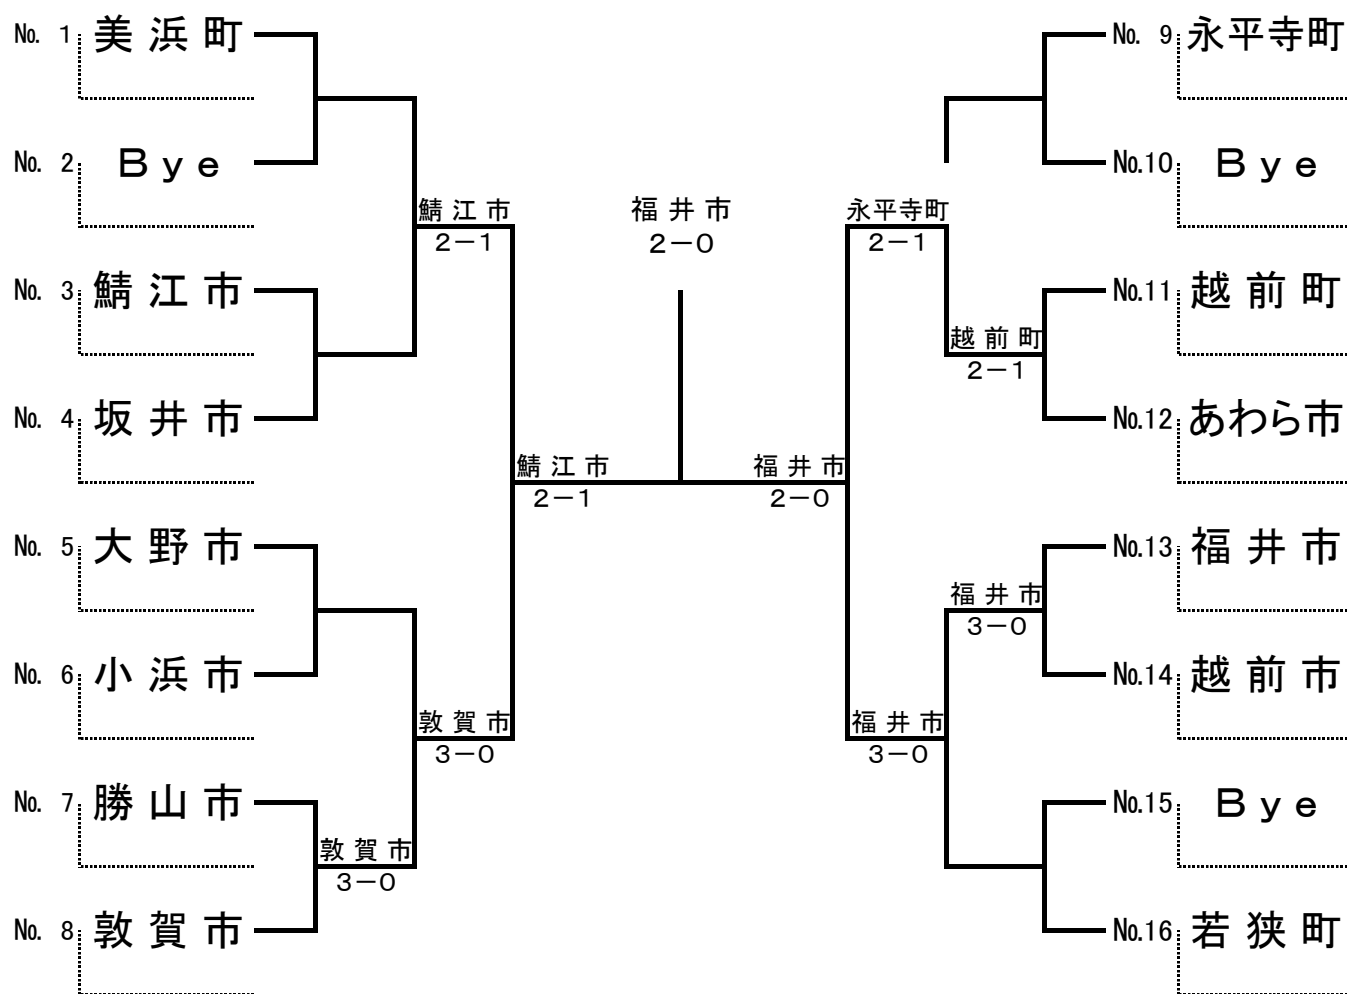 No. 1 美浜町
No. 2 Bye
No. 3 鯖江市
No. 4 坂井市
No. 5 大野市
No. 6 小浜市
No. 7 勝山市
No. 8 敦賀市
鯖江市
2－1
敦賀市
3－0
敦賀市
3－0
鯖江市
2－1
福井市
2－0
福井市
2－0
永平寺町
2－1
越前町
2－1
福井市
3－0
福井市
3－0
No. 9 永平寺町
No.10 Bye
No.11 越前町
No.12 あわら市
No.13 福井市
No.14 越前市
No.15 Bye
No.16 若狭町